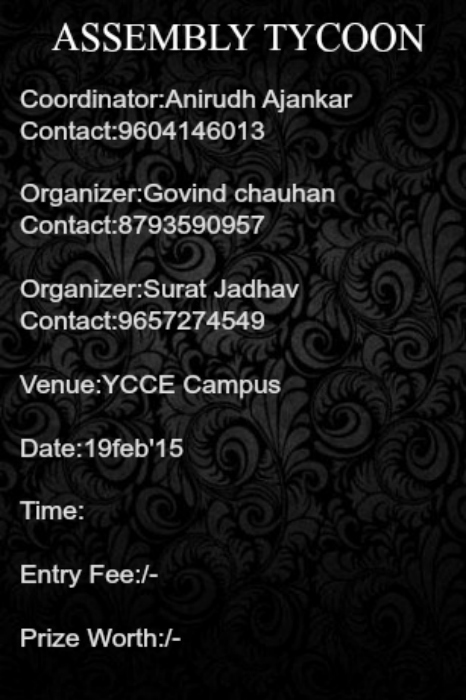 ASSEMBLY TYCOON
Coordinator:Anirudh Ajankar
Contact:9604146013
Organizer:Govind chauhan
Contact:8793590957
Organizer:Surat Jadhav
Contact:9657274549
Venue:YCCE Campus
Date:19feb'15
Time:
Entry Fee:/-
Prize Worth:/-